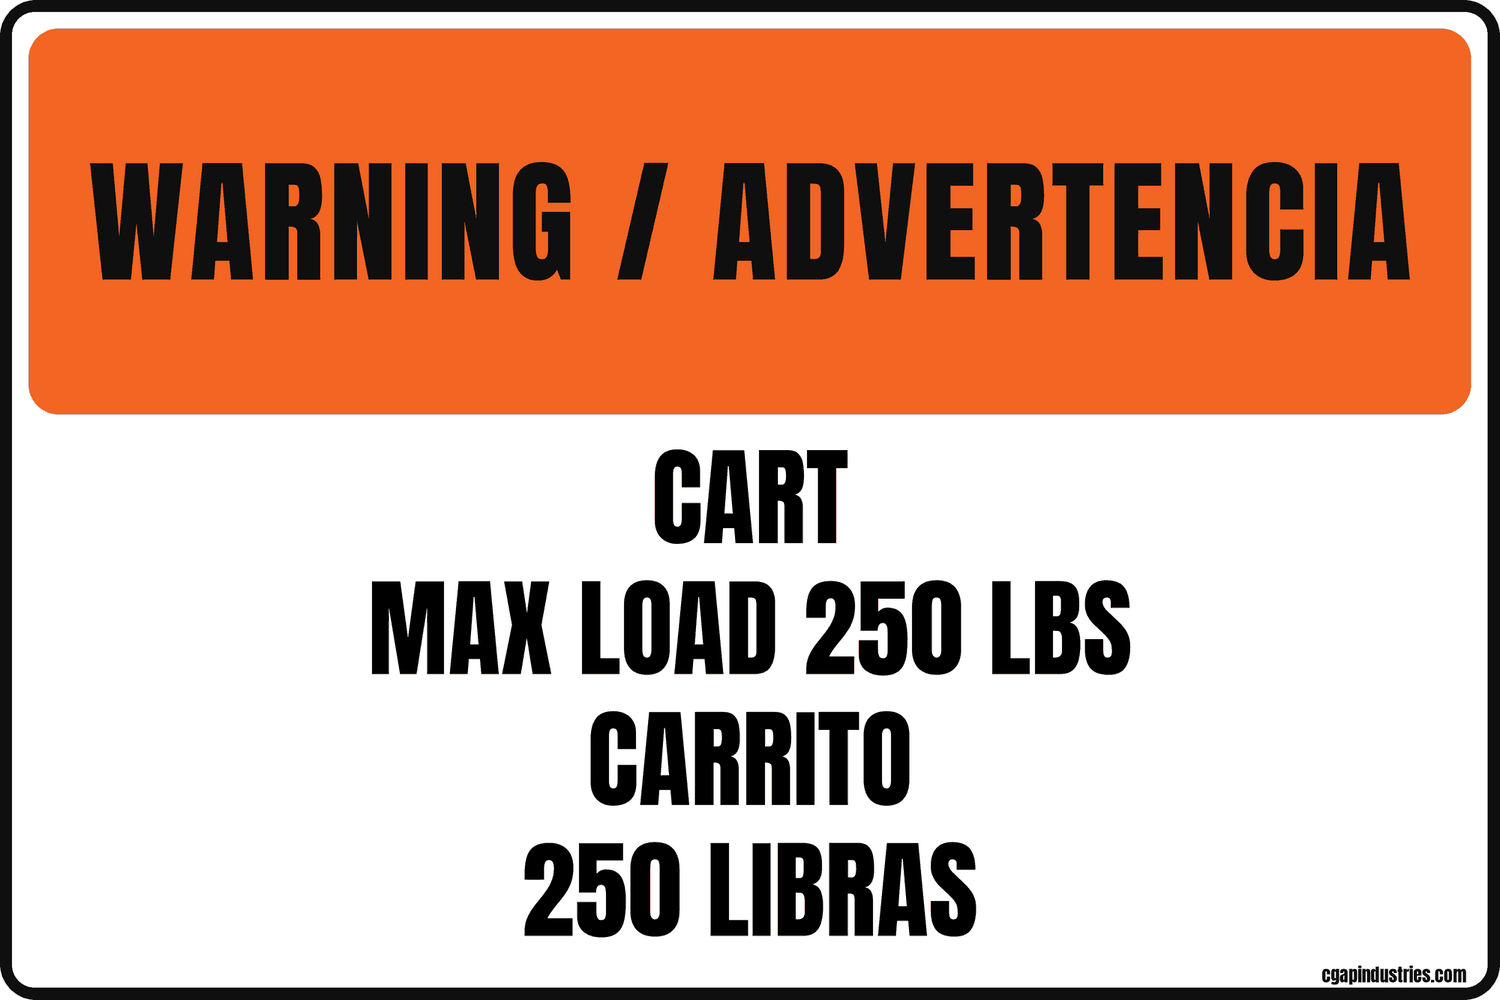 WARNING / ADVERTENCIA
CART
MAX LOAD 250 LBS
CARRITO
250 LIBRAS
cgapindustries.com